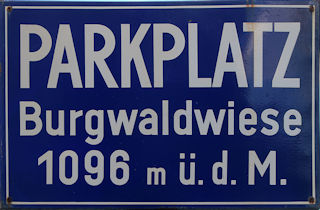 PARKPLATZ
Burgwaldwiese
1096 m ü. d. M.